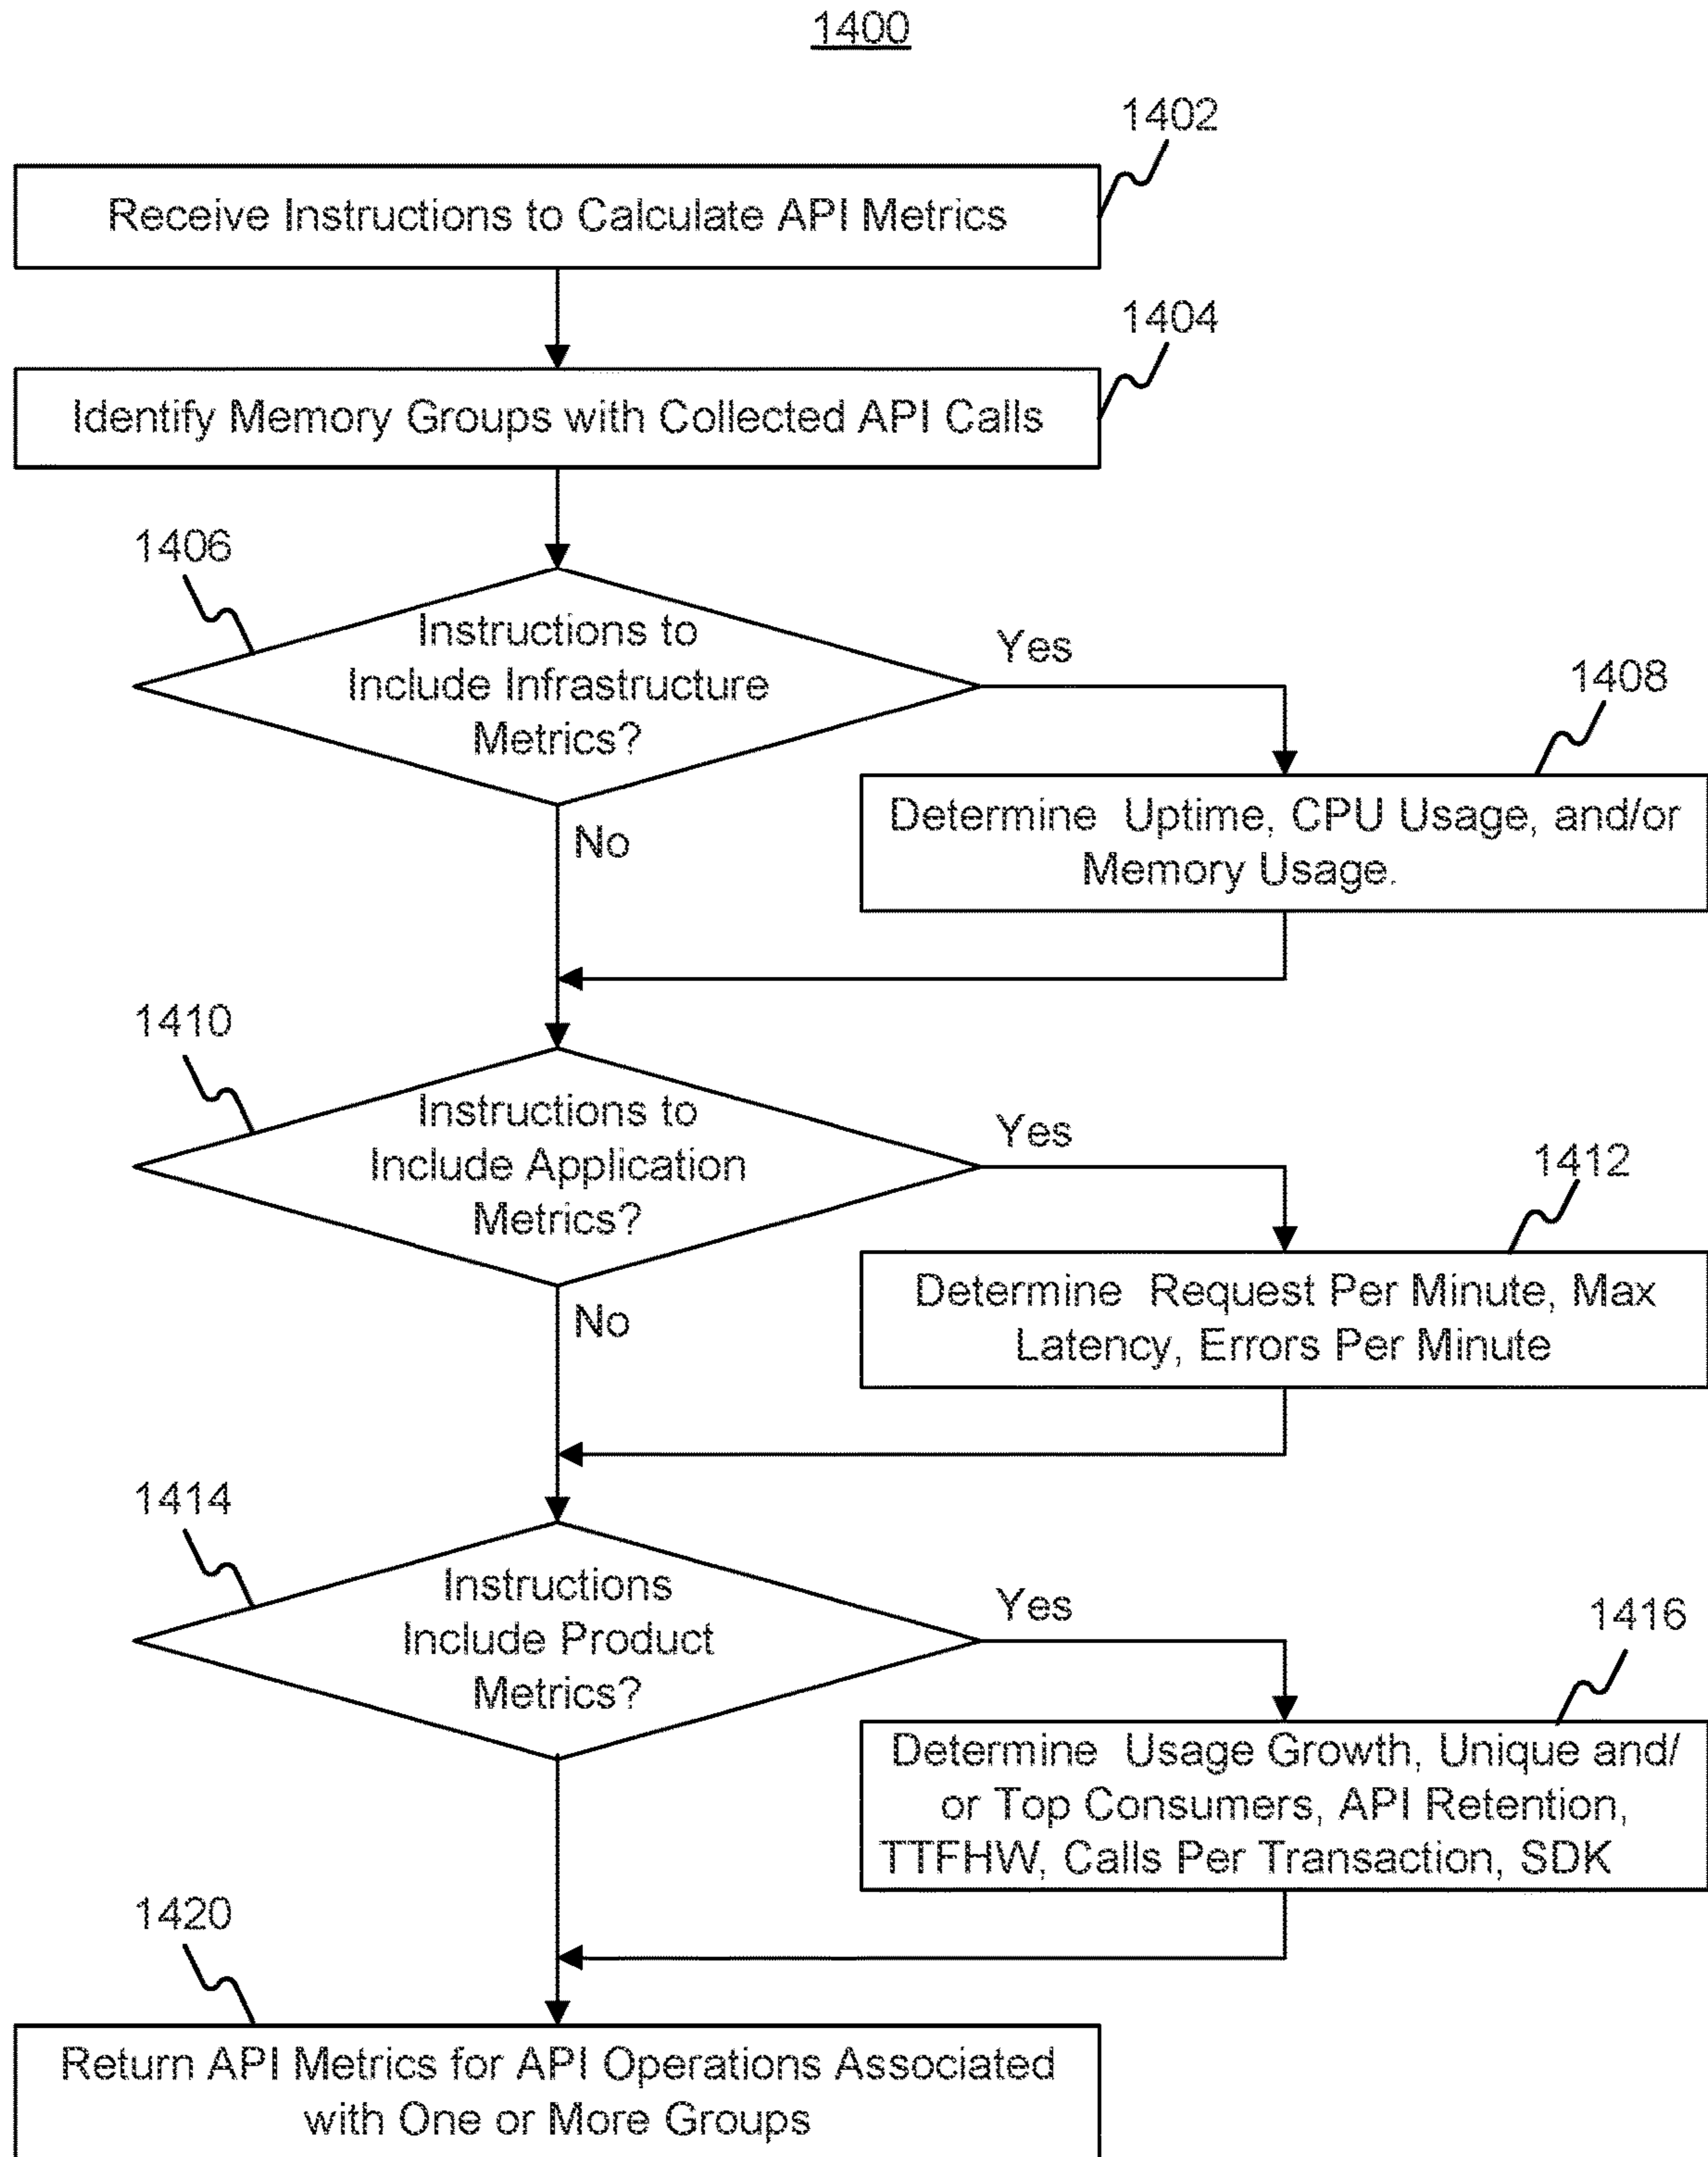 1400
1402
Receive Instructions to Calculate API Metrics
1404
Identify Memory Groups with Collected API Calls
1406
Instructions to
Include Infrastructure
Metrics?
Yes
1408
Determine Uptime, CPU Usage, and/or
Memory Usage.
No
1410
Instructions to
Include Application
Metrics?
Yes
1412
Determine Request Per Minute, Max
Latency, Errors Per Minute
No
1414
Instructions
Include Product
Metrics?
Yes
1416
Determine Usage Growth, Unique and/
or Top Consumers, API Retention,
TTFHW, Calls Per Transaction, SDK
1420
Return API Metrics for API Operations Associated
with One or More Groups